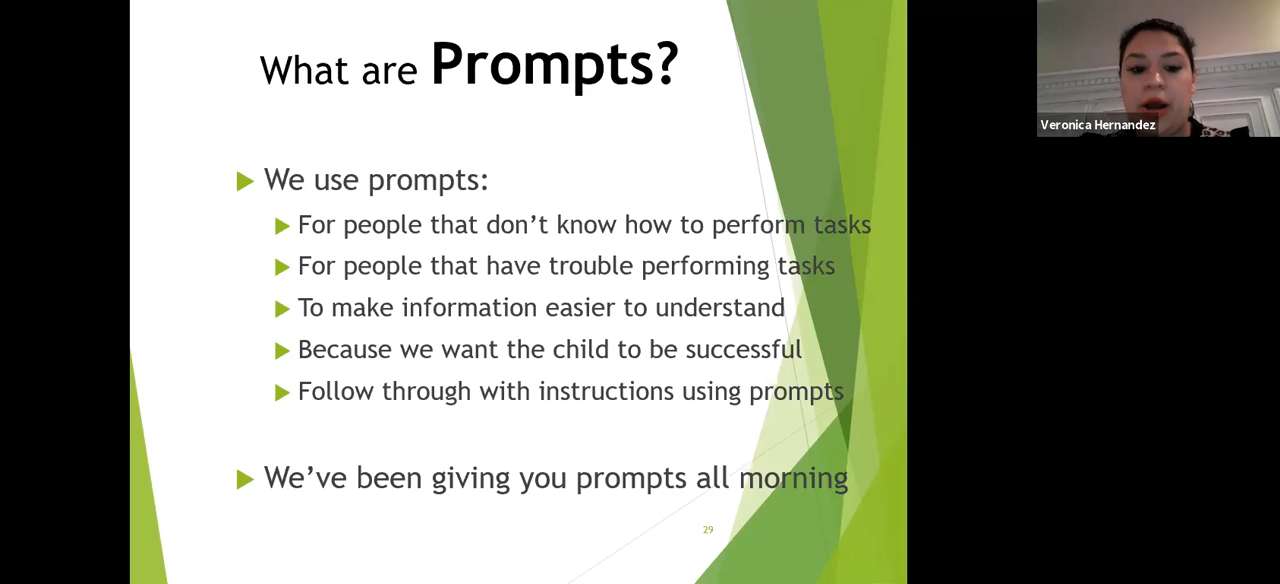 What are Prompts?
Veronica Hernandez
We use prompts:
For people that don’t know how to perform tasks
For people that have trouble performing tasks
To make information easier to understand
Because we want the child to be successful
Follow through with instructions using prompts
We’ve been giving you prompts all morning
29